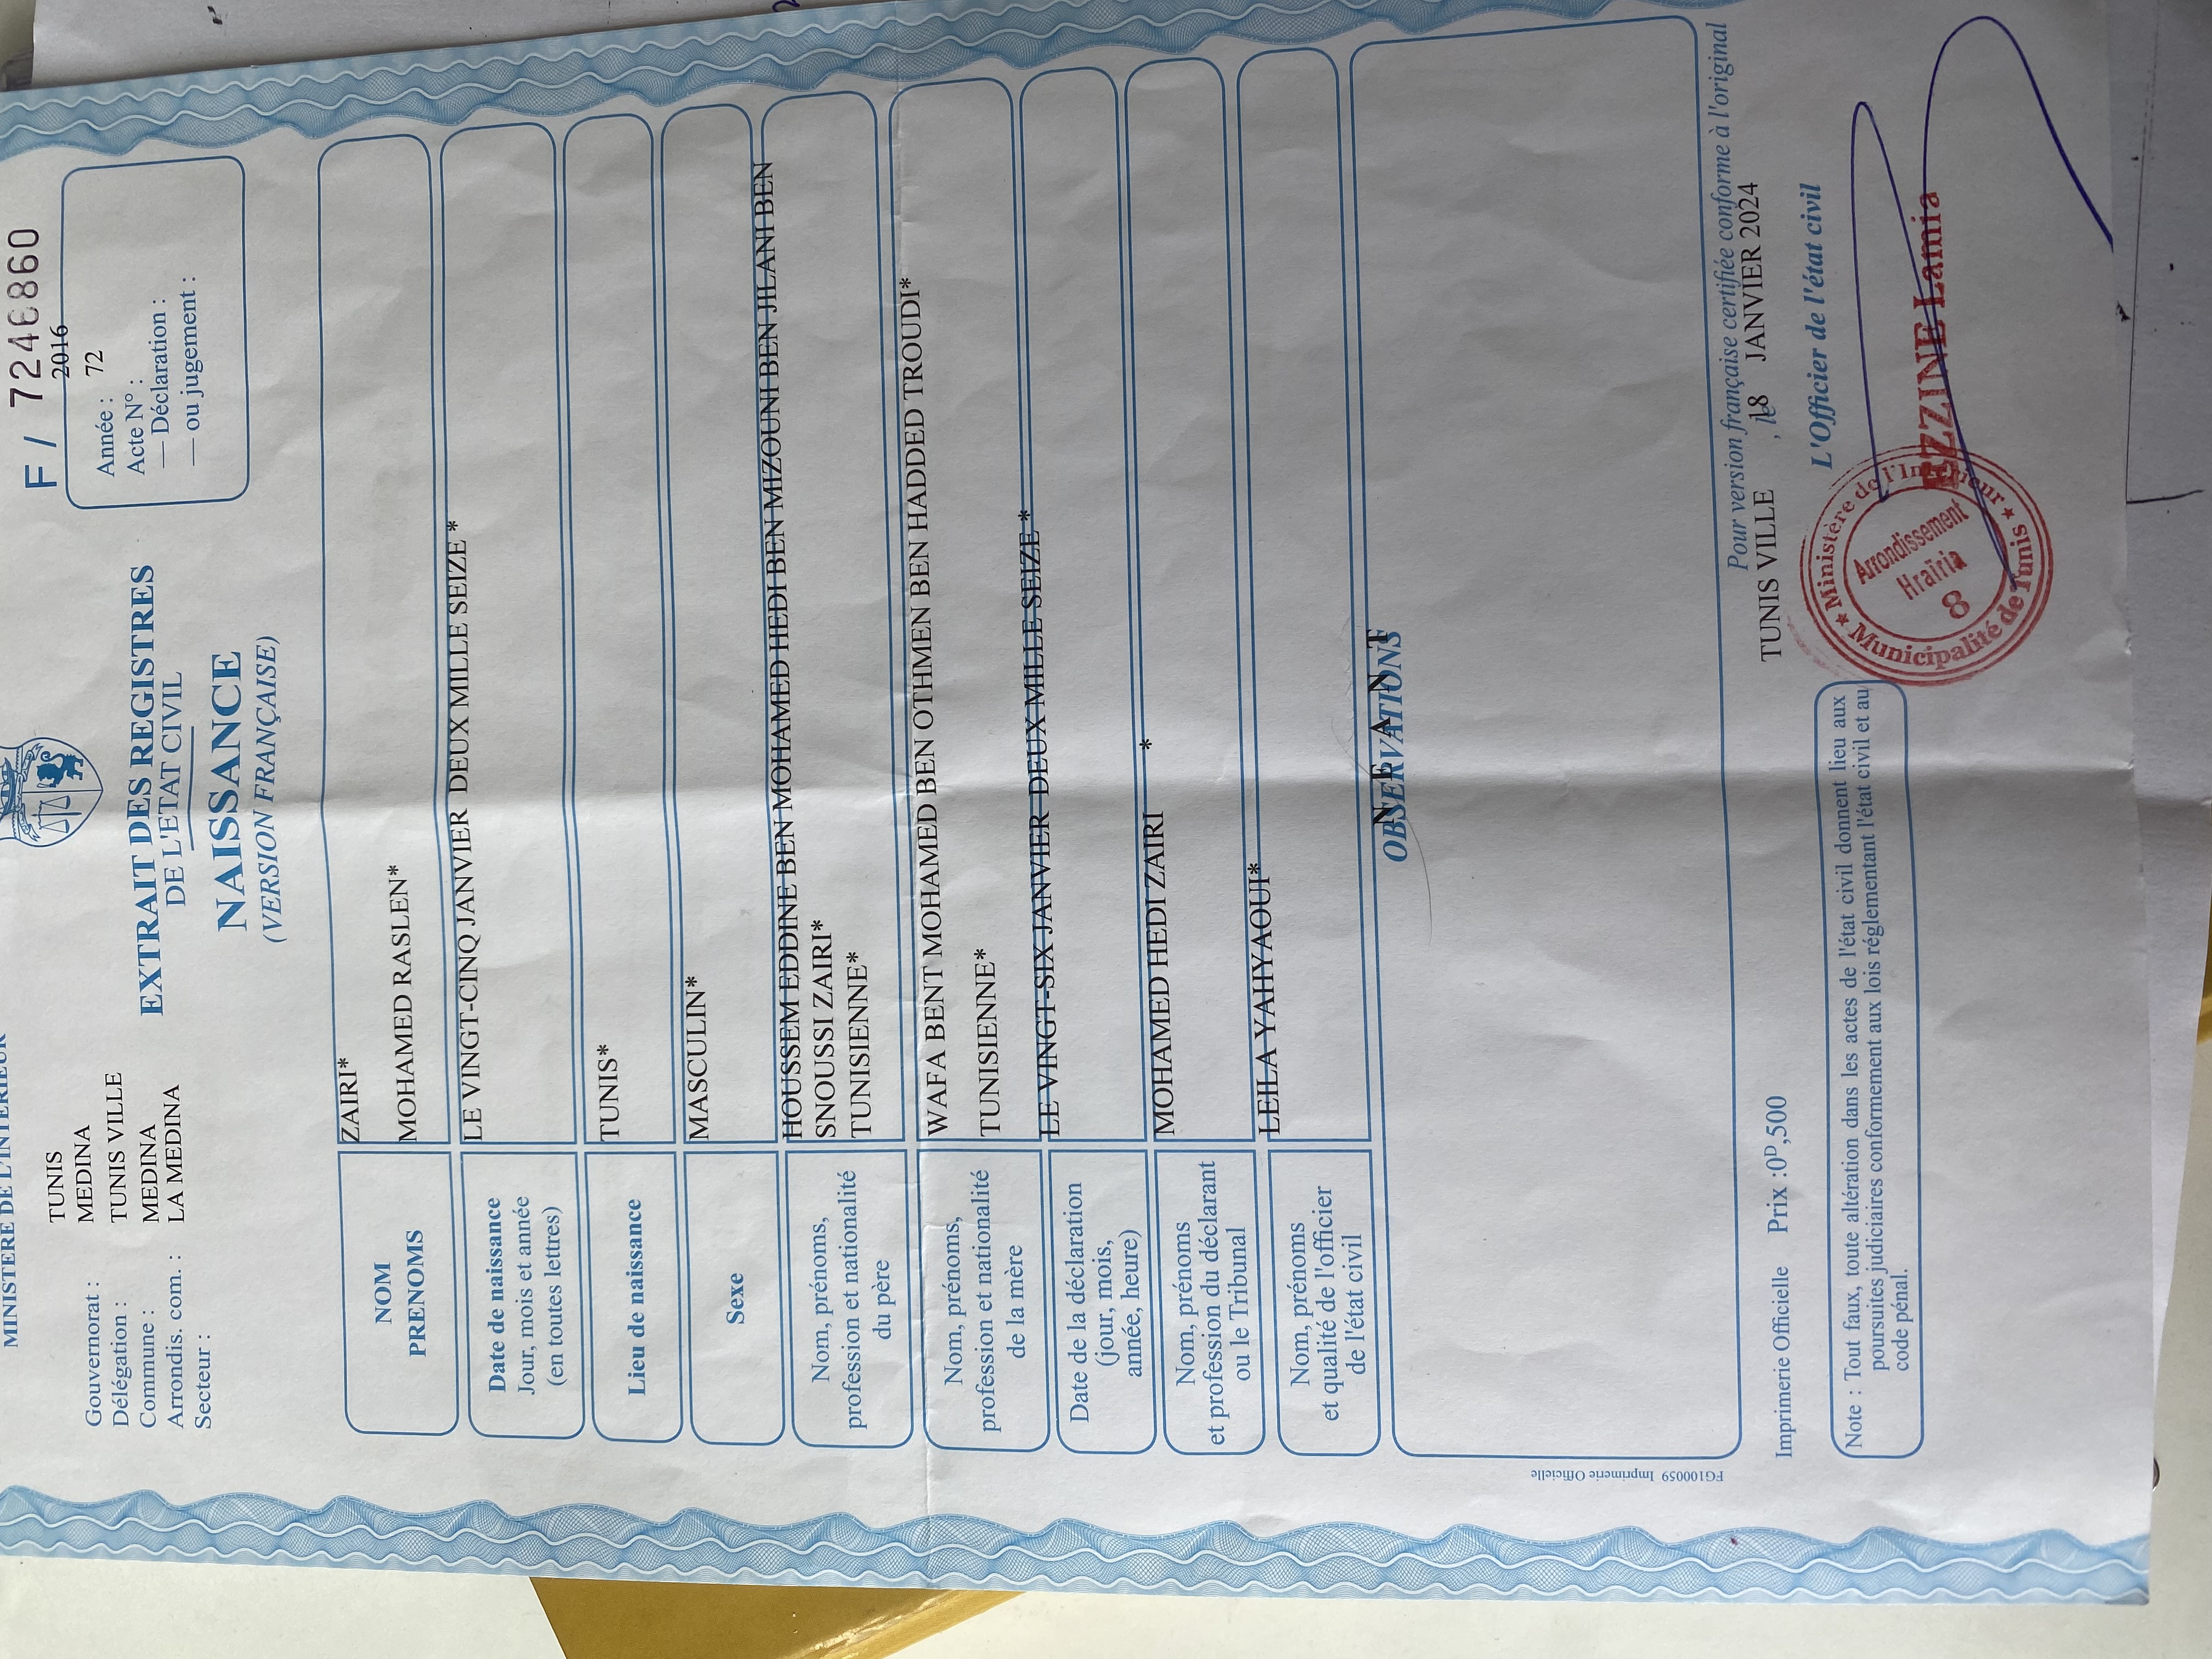 MINISTERE DE L'INTERIEUR
F / 7246860
Gouvernorat : TUNIS
Délégation : MEDINA
Commune : TUNIS VILLE
Arrondis. com. : MEDINA
Secteur : LA MEDINA
2016
Année : 72
Acte N° :
— Déclaration :
— ou jugement :
EXTRAIT DES REGISTRES
DE L'ETAT CIVIL
NAISSANCE
(VERSION FRANÇAISE)
NOM
PRENOMS
ZAIRI*
MOHAMED RASLEN*
Date de naissance
Jour, mois et année
(en toutes lettres)
LE VINGT-CINQ JANVIER DEUX MILLE SEIZE *
Lieu de naissance
TUNIS*
Sexe
MASCULIN*
Nom, prénoms,
profession et nationalité
du père
HOUSSEM EDDINE BEN MOHAMED HEDI BEN MIZOUNI BEN JILANI BEN
SNOUSSI ZAIRI*
TUNISIENNE*
Nom, prénoms,
profession et nationalité
de la mère
WAFA BENT MOHAMED BEN OTHMEN BEN HADDED TROUDI*
TUNISIENNE*
Date de la déclaration
(jour, mois,
année, heure)
LE VINGT-SIX JANVIER DEUX MILLE SEIZE *
Nom, prénoms
et profession du déclarant
ou le Tribunal
MOHAMED HEDI ZAIRI *
Nom, prénoms
et qualité de l'officier
de l'état civil
LEILA YAHYAOUI*
OBSERVATIONS
N E A N T
Pour version française certifiée conforme à l'original
TUNIS VILLE , le 18 JANVIER 2024
L'Officier de l'état civil
EZZINE Lamia
Ministère de l'Intérieur
Arrondissement
Hraïria
8
Municipalité de Tunis
FG100059 Imprimerie Officielle
Imprimerie Officielle Prix :0D,500
Note : Tout faux, toute altération dans les actes de l'état civil donnent lieu aux
poursuites judiciaires conformement aux lois réglementant l'état civil et au
code pénal.